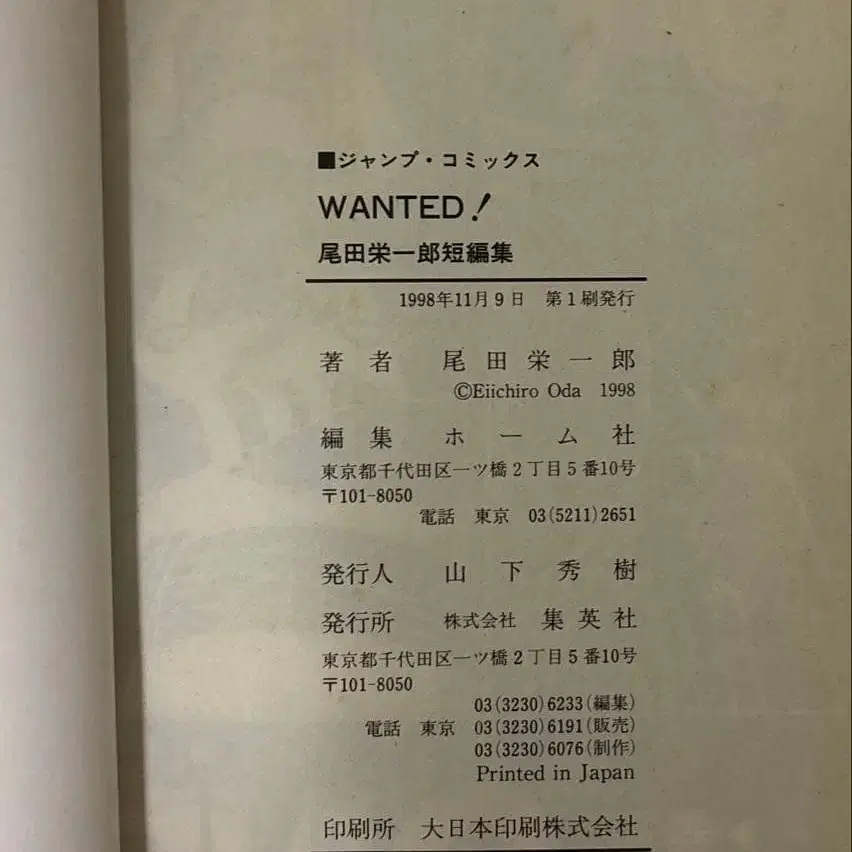 ■ジャンプ・コミックス
WANTED!
尾田栄一郎短編集
1998年11月9日 第1刷発行
著者 尾田栄一郎
©Eiichiro Oda 1998
編集 ホーム社
東京都千代田区一ツ橋2丁目5番10号
〒101-8050
電話 東京 03(5211)2651
発行人 山下秀樹
発行所 株式会社 集英社
東京都千代田区一ツ橋2丁目5番10号
〒101-8050
03(3230)6233(編集)
電話 東京 03(3230)6191(販売)
03(3230)6076(制作)
Printed in Japan
印刷所 大日本印刷株式会社